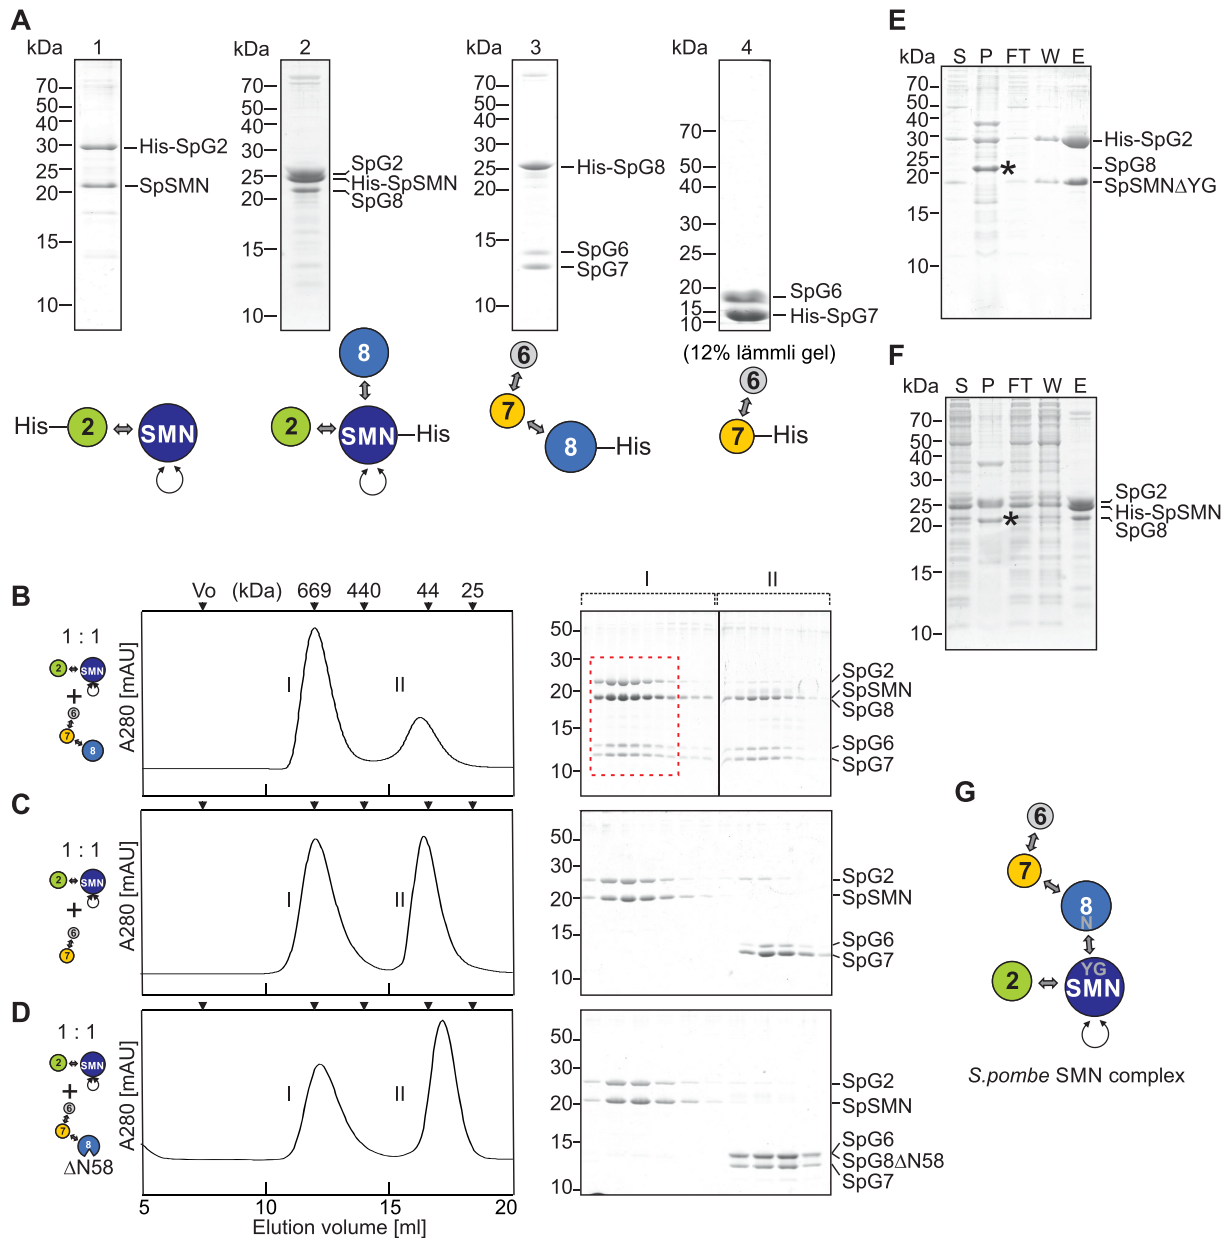 A
kDa 1
70
50
40
30
25
20
15
10
His-SpG2
SpSMN
kDa 2
70
50
40
30
25
20
15
10
SpG2
His-SpSMN
SpG8
kDa 3
70
50
40
30
25
20
15
10
His-SpG8
SpG6
SpG7
kDa 4
70
50
40
30
20
15
10
SpG6
His-SpG7
(12% lämmli gel)
His 2 SMN
8
2 SMN His
6
7
8 His
6
7 His
E
kDa S P FT W E
70
50
40
30
25
20
15
10
*
His-SpG2
SpG8
SpSMNΔYG
F
kDa S P FT W E
70
50
40
30
25
20
15
10
*
SpG2
His-SpSMN
SpG8
B
1 : 1
2 SMN
+
6
7
8
A280 [mAU]
Vo (kDa) 669 440 44 25
I II
I II
50
30
20
15
10
SpG2
SpSMN
SpG8
SpG6
SpG7
C
1 : 1
2 SMN
+
6
7
A280 [mAU]
I II
50
30
20
15
10
SpG2
SpSMN
SpG6
SpG7
D
1 : 1
2 SMN
+
6
7
8
ΔN58
A280 [mAU]
I II
5 10 15 20
Elution volume [ml]
50
30
20
15
10
SpG2
SpSMN
SpG6
SpG8ΔN58
SpG7
G
6
7
8
N
YG
2 SMN
S.pombe SMN complex